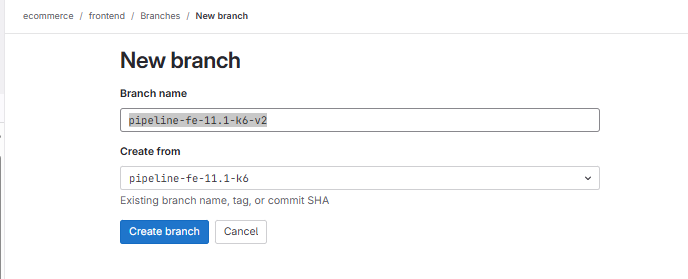 ecommerce / frontend / Branches / New branch
New branch
Branch name
pipeline-fe-11.1-k6-v2
Create from
pipeline-fe-11.1-k6
Existing branch name, tag, or commit SHA
Create branch Cancel